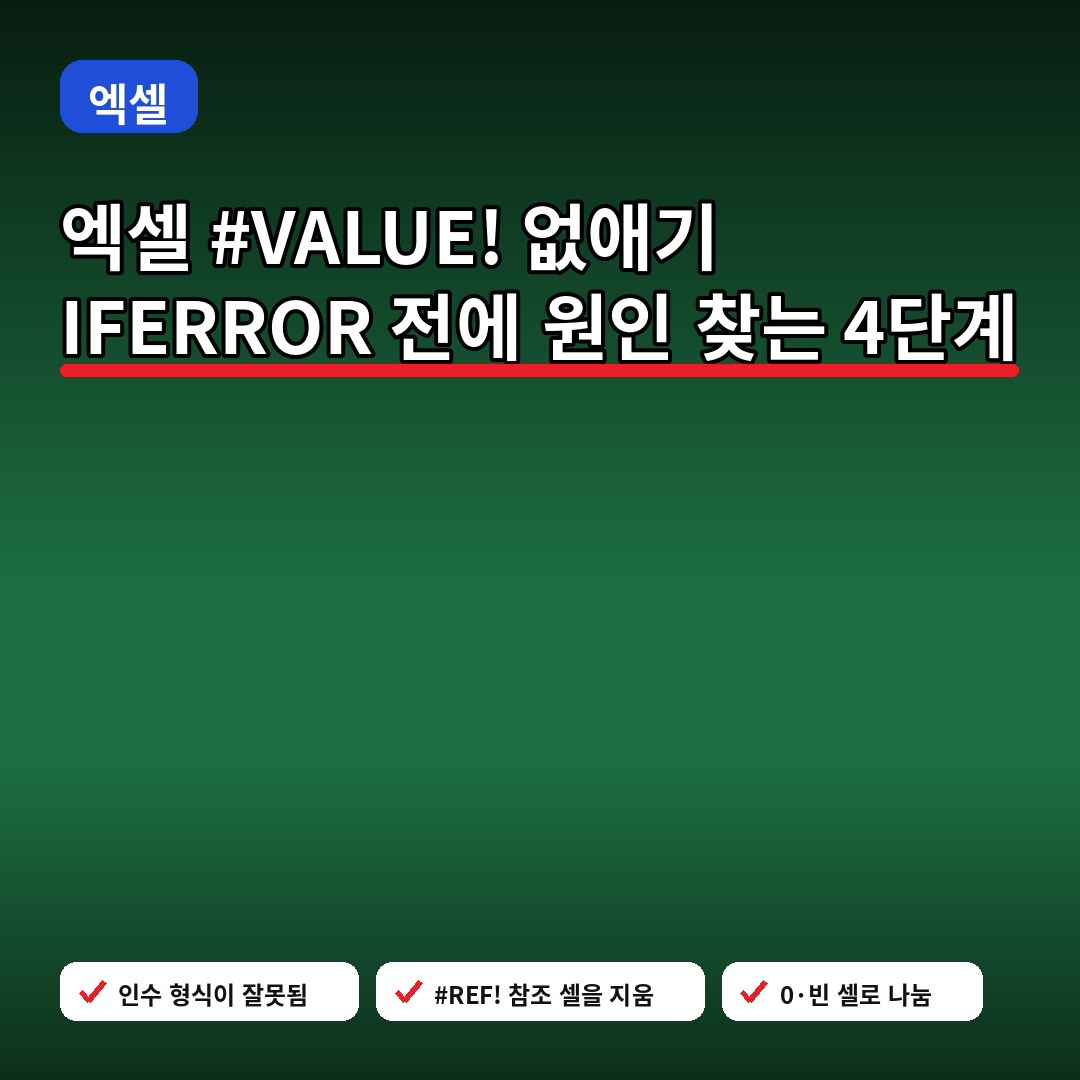 엑셀
엑셀 #VALUE! 없애기
IFERROR 전에 원인 찾는 4단계
인수 형식이 잘못됨
#REF! 참조 셀을 지움
0·빈 셀로 나눔